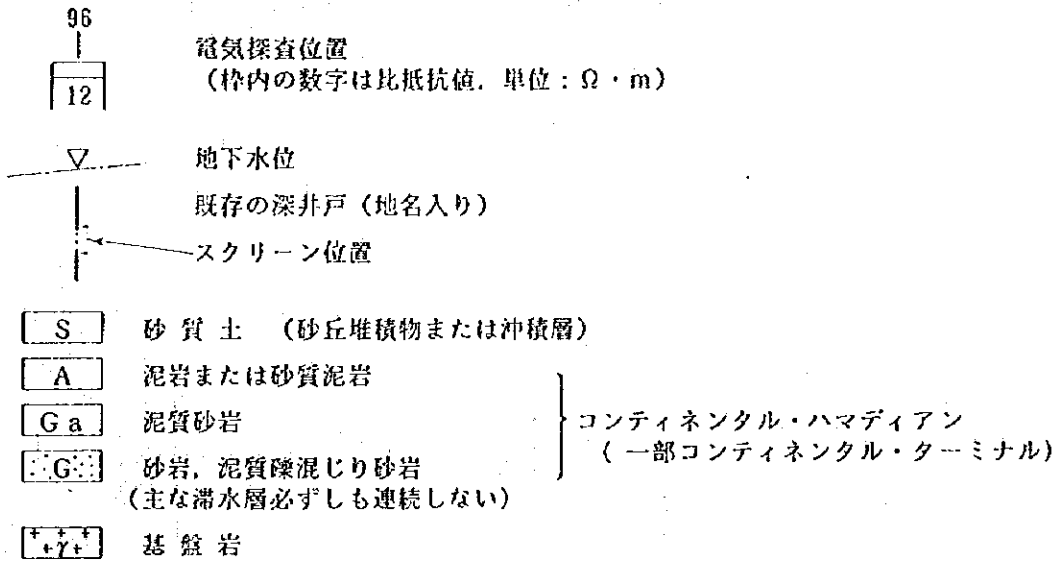 96
電気探査位置
12
(枠内の数字は比抵抗値. 単位:Ω・m)
地下水位
既存の深井戸(地名入り)
スクリーン位置
S 砂質土 (砂丘堆積物または沖積層)
A 泥岩または砂質泥岩
Ga 泥質砂岩
コンティネンタル・ハマディアン
(一部コンティネンタル・ターミナル)
G 砂岩, 泥質礫混じり砂岩
(主な滞水層必ずしも連続しない)
γ 基盤岩